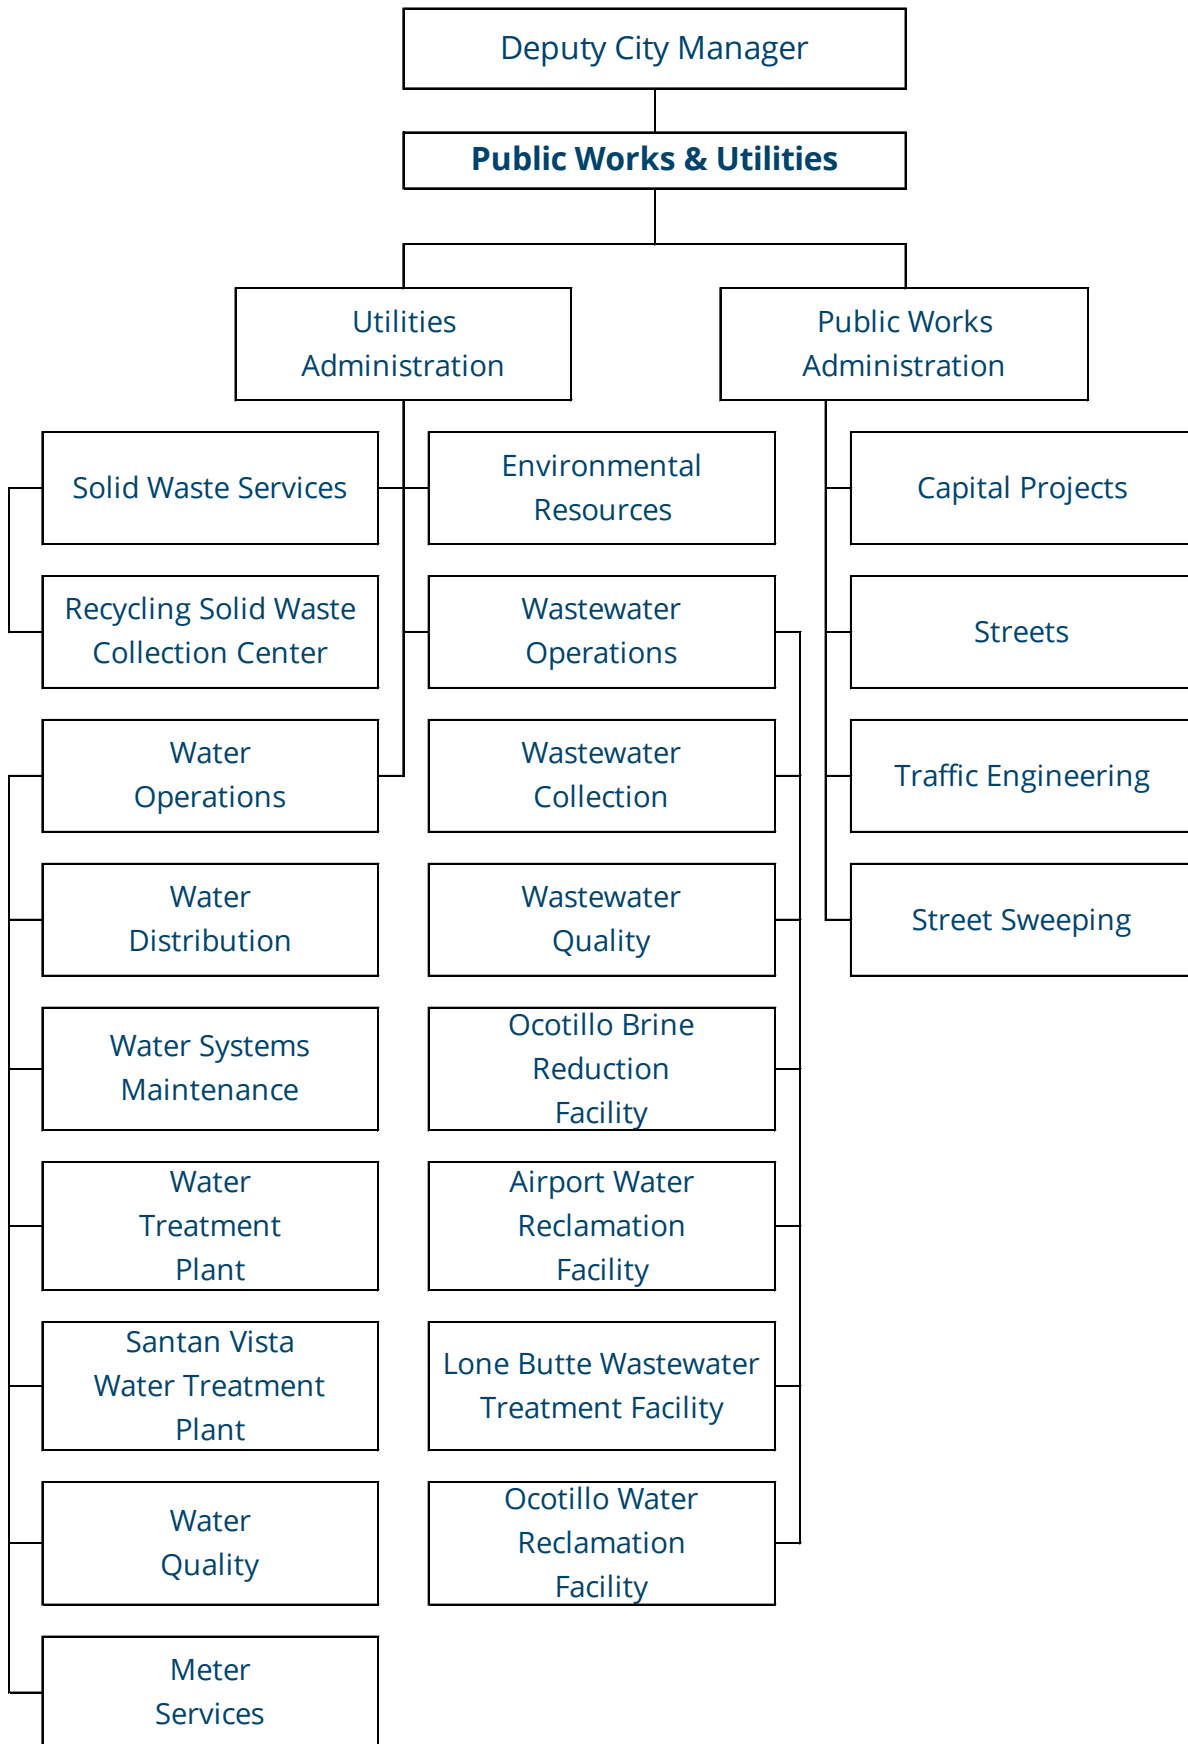 Deputy City Manager
Public Works & Utilities
Utilities
Administration
Public Works
Administration
Solid Waste Services
Environmental
Resources
Capital Projects
Recycling Solid Waste
Collection Center
Wastewater
Operations
Streets
Water
Operations
Wastewater
Collection
Traffic Engineering
Water
Distribution
Wastewater
Quality
Street Sweeping
Water Systems
Maintenance
Ocotillo Brine
Reduction
Facility
Water
Treatment
Plant
Airport Water
Reclamation
Facility
Santan Vista
Water Treatment
Plant
Lone Butte Wastewater
Treatment Facility
Water
Quality
Ocotillo Water
Reclamation
Facility
Meter
Services